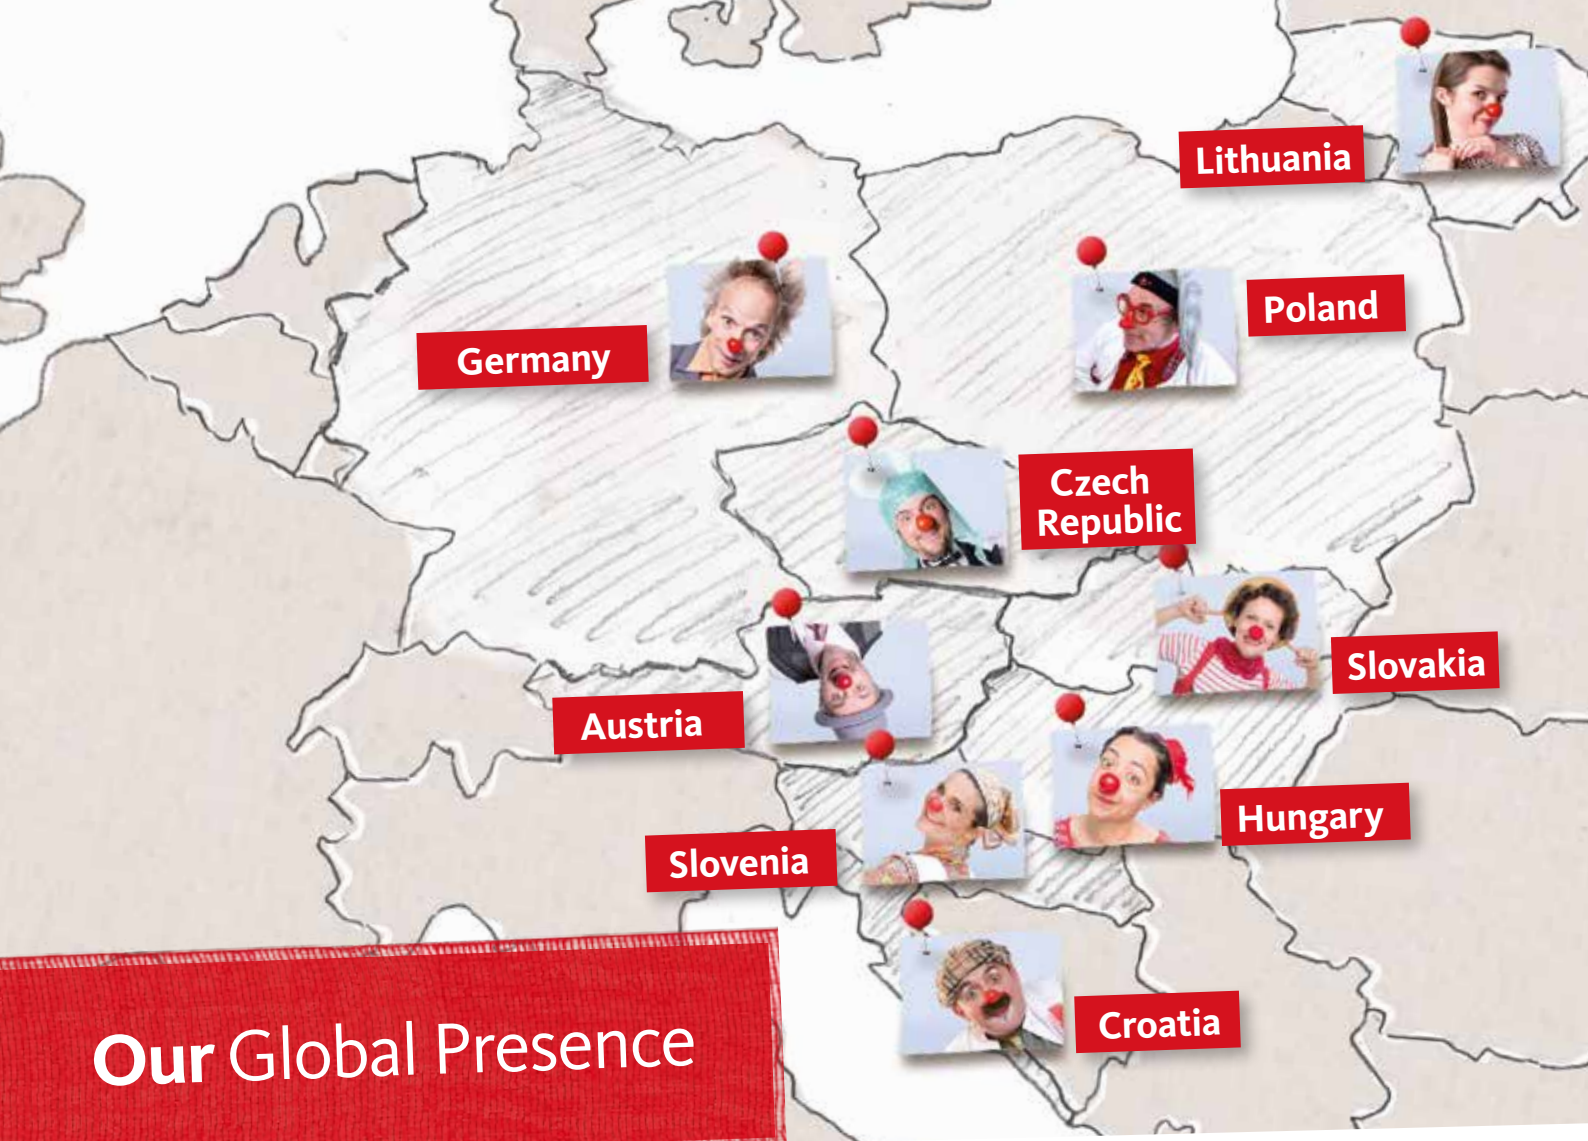 Lithuania
Poland
Germany
Czech
Republic
Slovakia
Austria
Hungary
Slovenia
Croatia
Our Global Presence